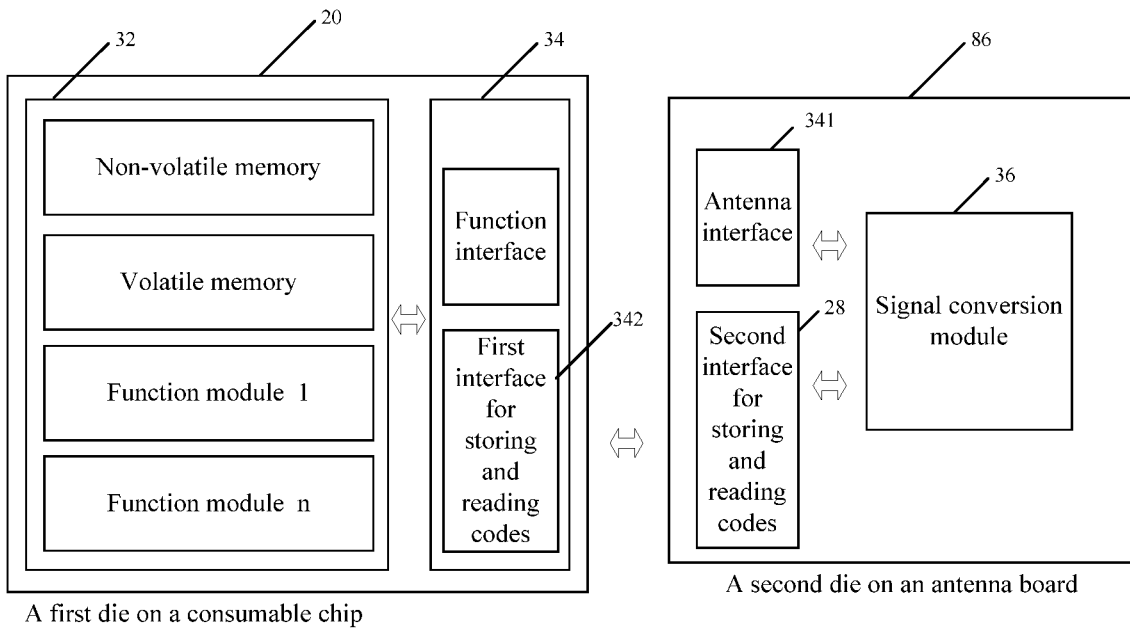 20
32
34
86
Non-volatile memory
Volatile memory
Function module 1
Function module n
Function
interface
342
First
interface
for
storing
and
reading
codes
341
Antenna
interface
28
Second
interface
for
storing
and
reading
codes
36
Signal conversion
module
A first die on a consumable chip
A second die on an antenna board